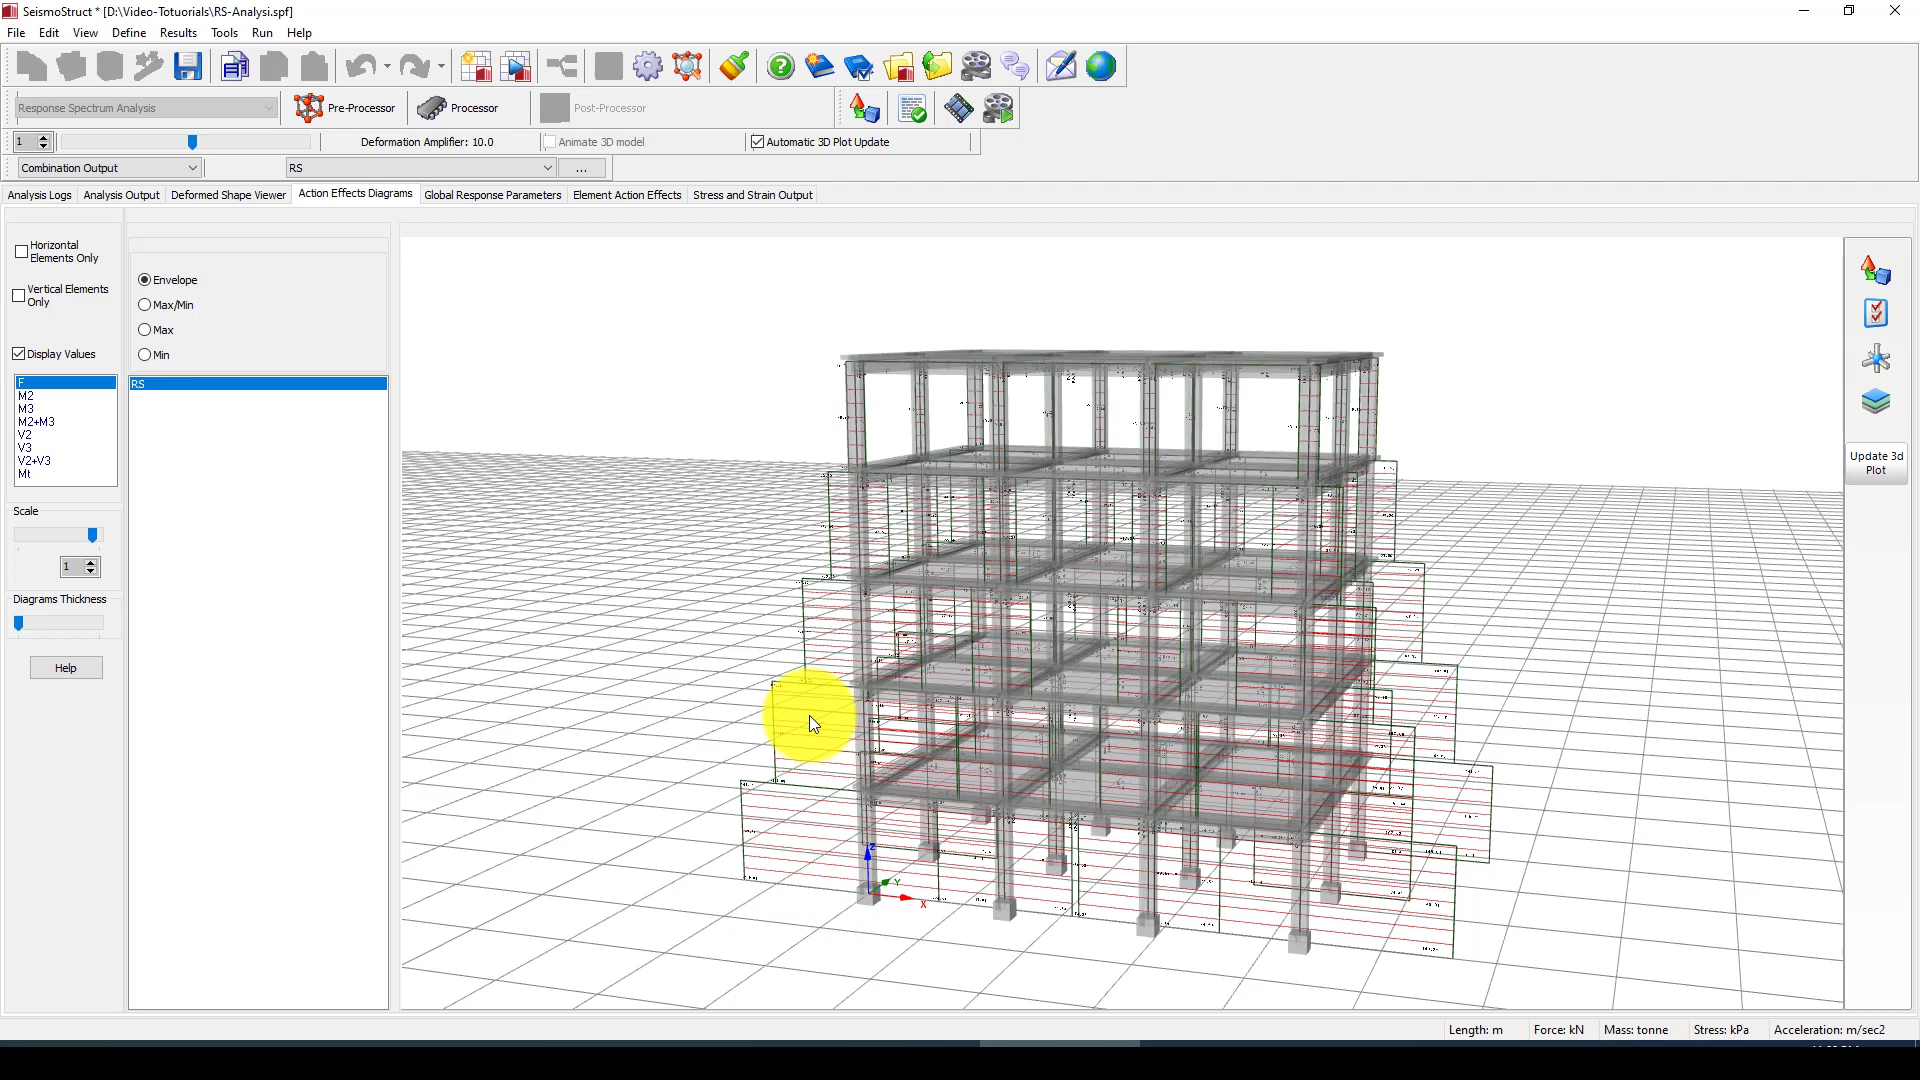 SeismoStruct * [D:\Video-Totuorials\RS-Analysi.spf]
File Edit View Define Results Tools Run Help
Response Spectrum Analysis Pre-Processor Processor Post-Processor
1 Deformation Amplifier: 10.0 Animate 3D model Automatic 3D Plot Update
Combination Output RS ...
Analysis Logs Analysis Output Deformed Shape Viewer Action Effects Diagrams Global Response Parameters Element Action Effects Stress and Strain Output
Horizontal
Elements Only
Vertical Elements
Only
Display Values
F
M2
M3
M2+M3
V2
V3
V2+V3
Mt
Scale
1
Diagrams Thickness
Help
Envelope
Max/Min
Max
Min
RS
Z
Y
X
Update 3d
Plot
Length: m Force: kN Mass: tonne Stress: kPa Acceleration: m/sec2